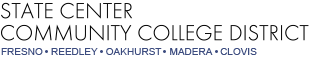 STATE CENTER
COMMUNITY COLLEGE DISTRICT
FRESNO • REEDLEY • OAKHURST • MADERA • CLOVIS